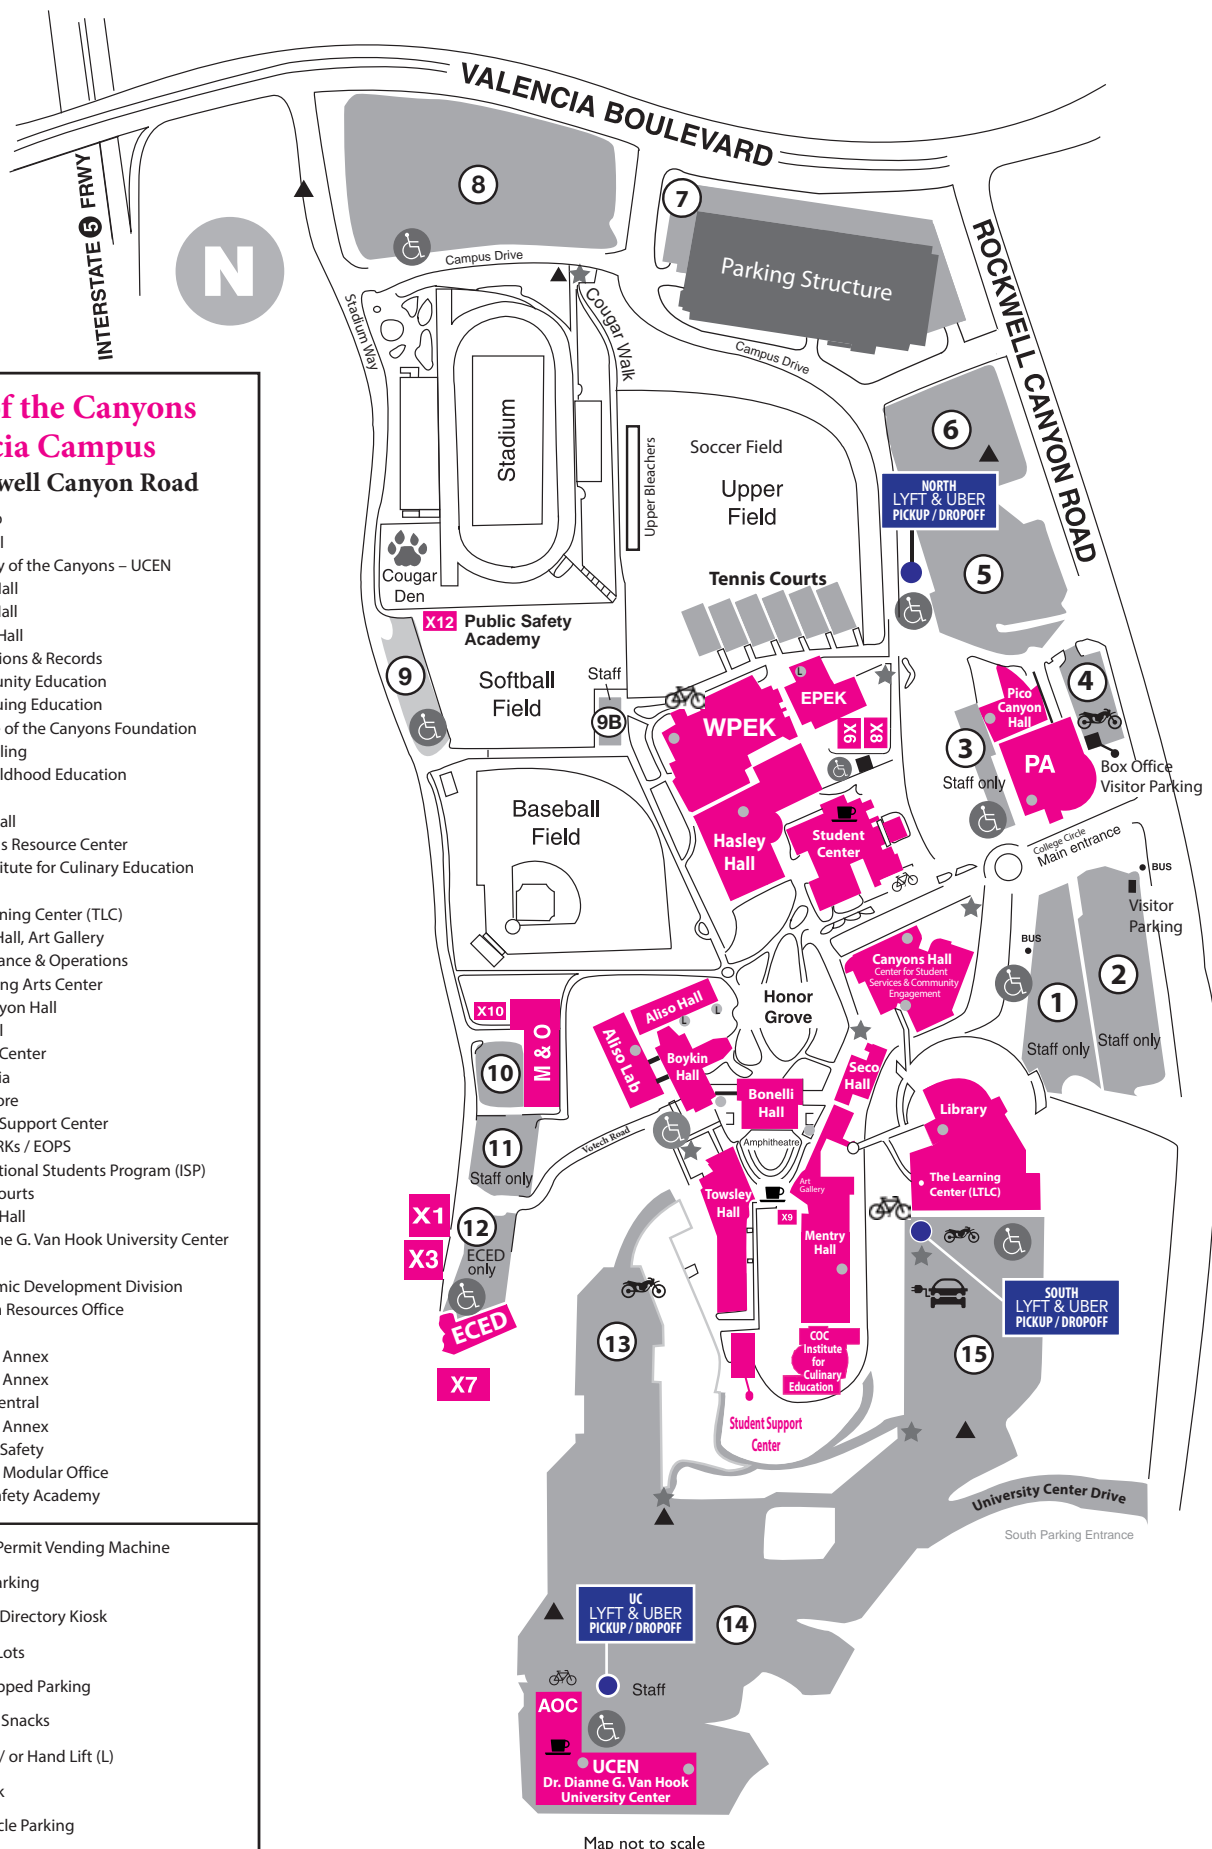 VALENCIA BOULEVARD
INTERSTATE 5 FRWY
N
8
7
Parking Structure
ROCKWELL CANYON ROAD
Campus Drive
Stadium Way
Cougar Walk
Campus Drive
Stadium
Upper Bleachers
Soccer Field
Upper
Field
6
NORTH
LYFT & UBER
PICKUP / DROPOFF
5
Tennis Courts
Cougar
Den
X12 Public Safety
Academy
9
Softball
Field
Staff
9B
L
WPEK
EPEK
X6
X8
Pico
Canyon
Hall
4
3
Staff only
PA
Box Office
Visitor Parking
Baseball
Field
Hasley
Hall
Student
Center
College Circle
Main entrance
BUS
Visitor
Parking
BUS
Canyons Hall
Center for Student
Services & Community
Engagement
1
Staff only
2
Staff only
Honor
Grove
X10
M & O
Aliso Hall
L
L
Aliso Lab
Boykin
Hall
Bonelli
Hall
Seco
Hall
10
11
Staff only
Votech Road
Amphitheatre
Library
The Learning
Center (LTLC)
Towsley
Hall
Art
Gallery
X9
Mentry
Hall
X1
X3
12
ECED
only
ECED
X7
13
COC
Institute
for
Culinary
Education
Student Support
Center
SOUTH
LYFT & UBER
PICKUP / DROPOFF
15
University Center Drive
South Parking Entrance
UC
LYFT & UBER
PICKUP / DROPOFF
14
Staff
AOC
UCEN
Dr. Dianne G. Van Hook
University Center
Map not to scale
of the Canyons
cia Campus
well Canyon Road
y of the Canyons – UCEN
Hall
Hall
Hall
ions & Records
unity Education
uing Education
of the Canyons Foundation
ling
ildhood Education
all
s Resource Center
titute for Culinary Education
ning Center (TLC)
Hall, Art Gallery
ance & Operations
ng Arts Center
yon Hall
l
Center
ia
ore
Support Center
RKs / EOPS
tional Students Program (ISP)
ourts
Hall
ne G. Van Hook University Center
mic Development Division
n Resources Office
Annex
Annex
entral
Annex
Safety
Modular Office
afety Academy
Permit Vending Machine
arking
Directory Kiosk
Lots
pped Parking
Snacks
/ or Hand Lift (L)
k
cle Parking